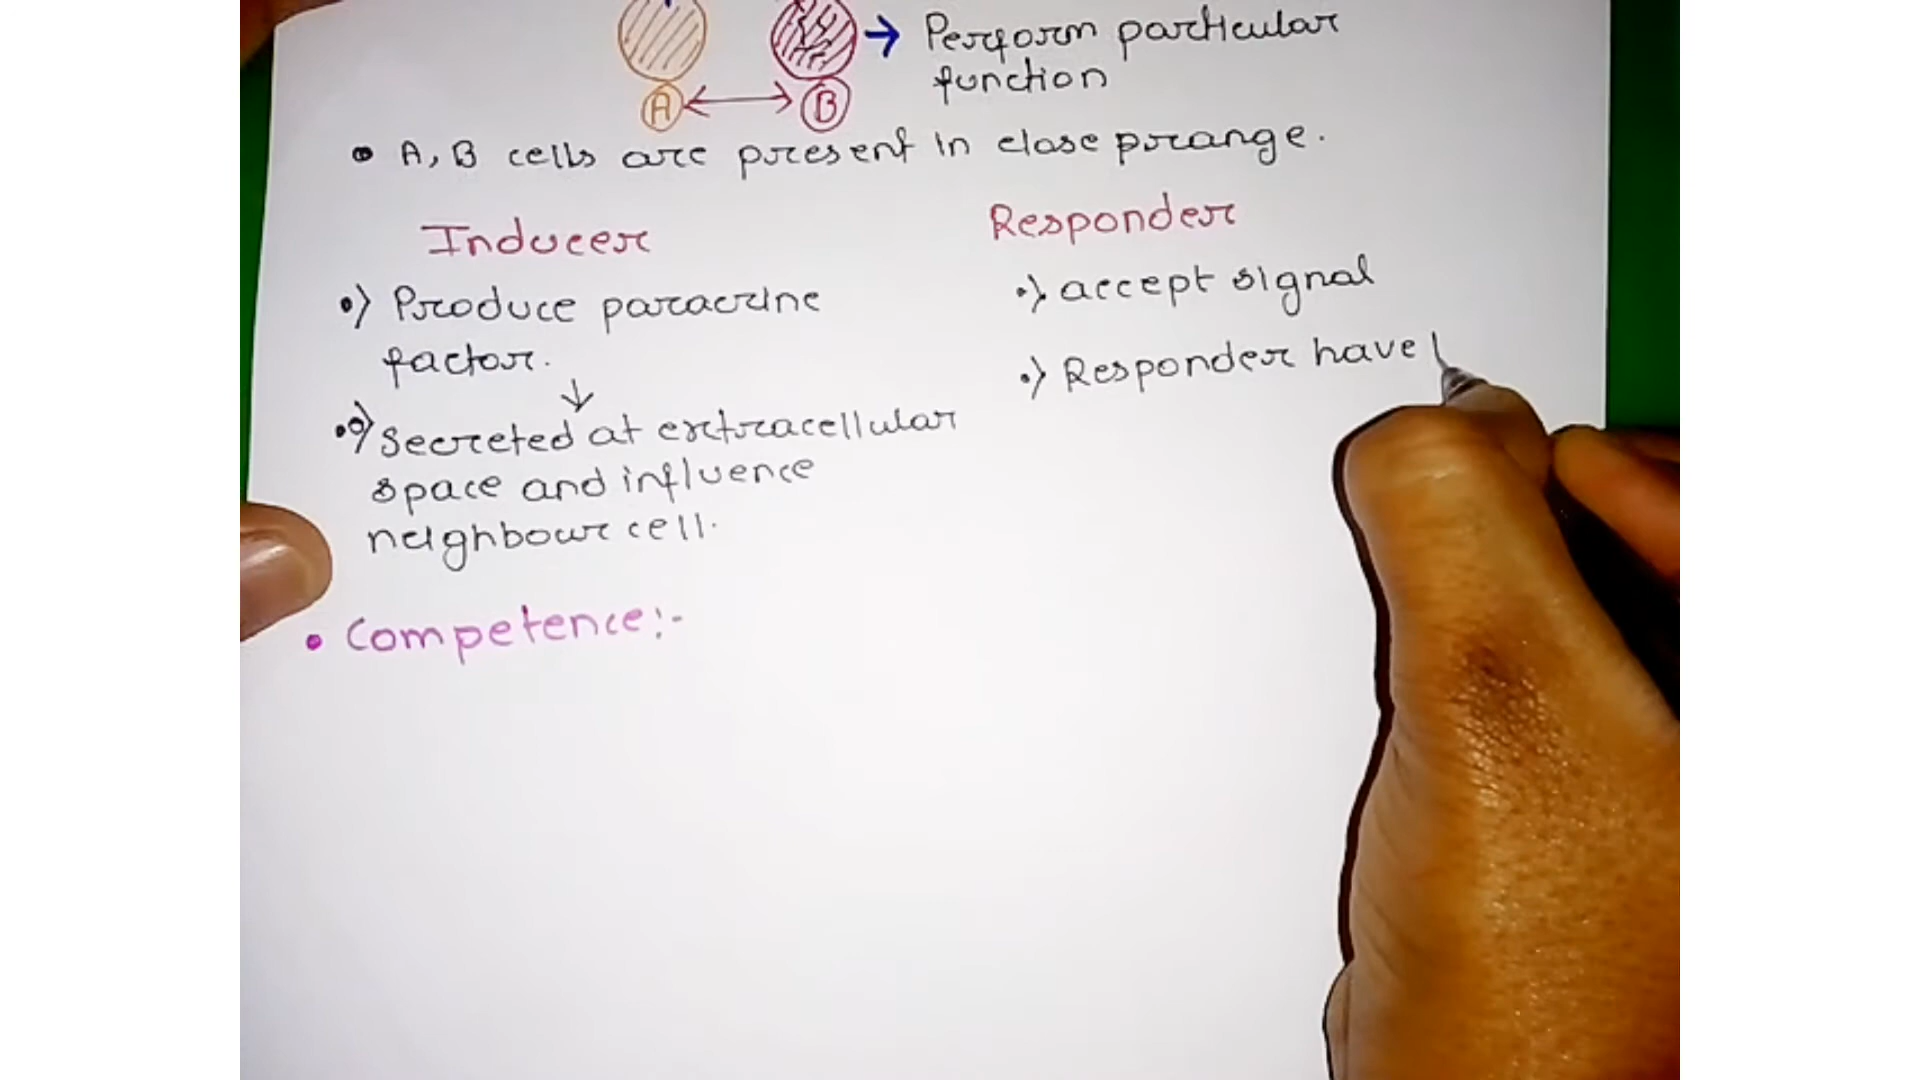 → Perform particular
function
A ↔ B
• A, B cells are present in close prange.
Inducer
Responder
•) Produce paracrine
factor.
↓
••) Secreted at extracellular
space and influence
neighbour cell.
•) accept signal
•) Responder have
• Competence:-